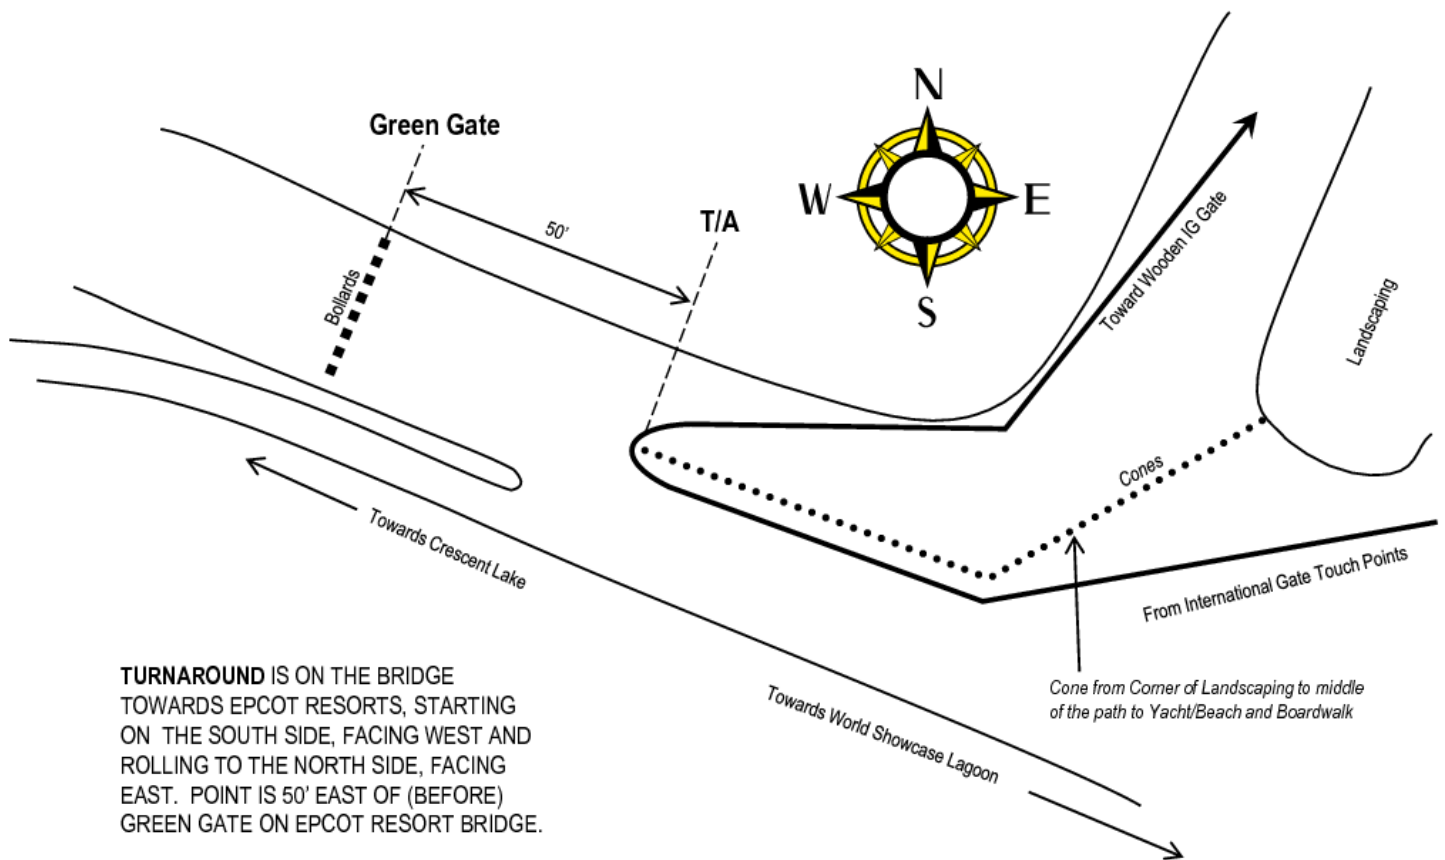 N
Green Gate
W
E
T/A
50'
Toward Wooden IG Gate
Bollards
S
Landscaping
Cones
Towards Crescent Lake
From International Gate Touch Points
TURNAROUND IS ON THE BRIDGE
TOWARDS EPCOT RESORTS, STARTING
ON THE SOUTH SIDE, FACING WEST AND
ROLLING TO THE NORTH SIDE, FACING
EAST. POINT IS 50' EAST OF (BEFORE)
GREEN GATE ON EPCOT RESORT BRIDGE.
Towards World Showcase Lagoon
Cone from Corner of Landscaping to middle
of the path to Yacht/Beach and Boardwalk